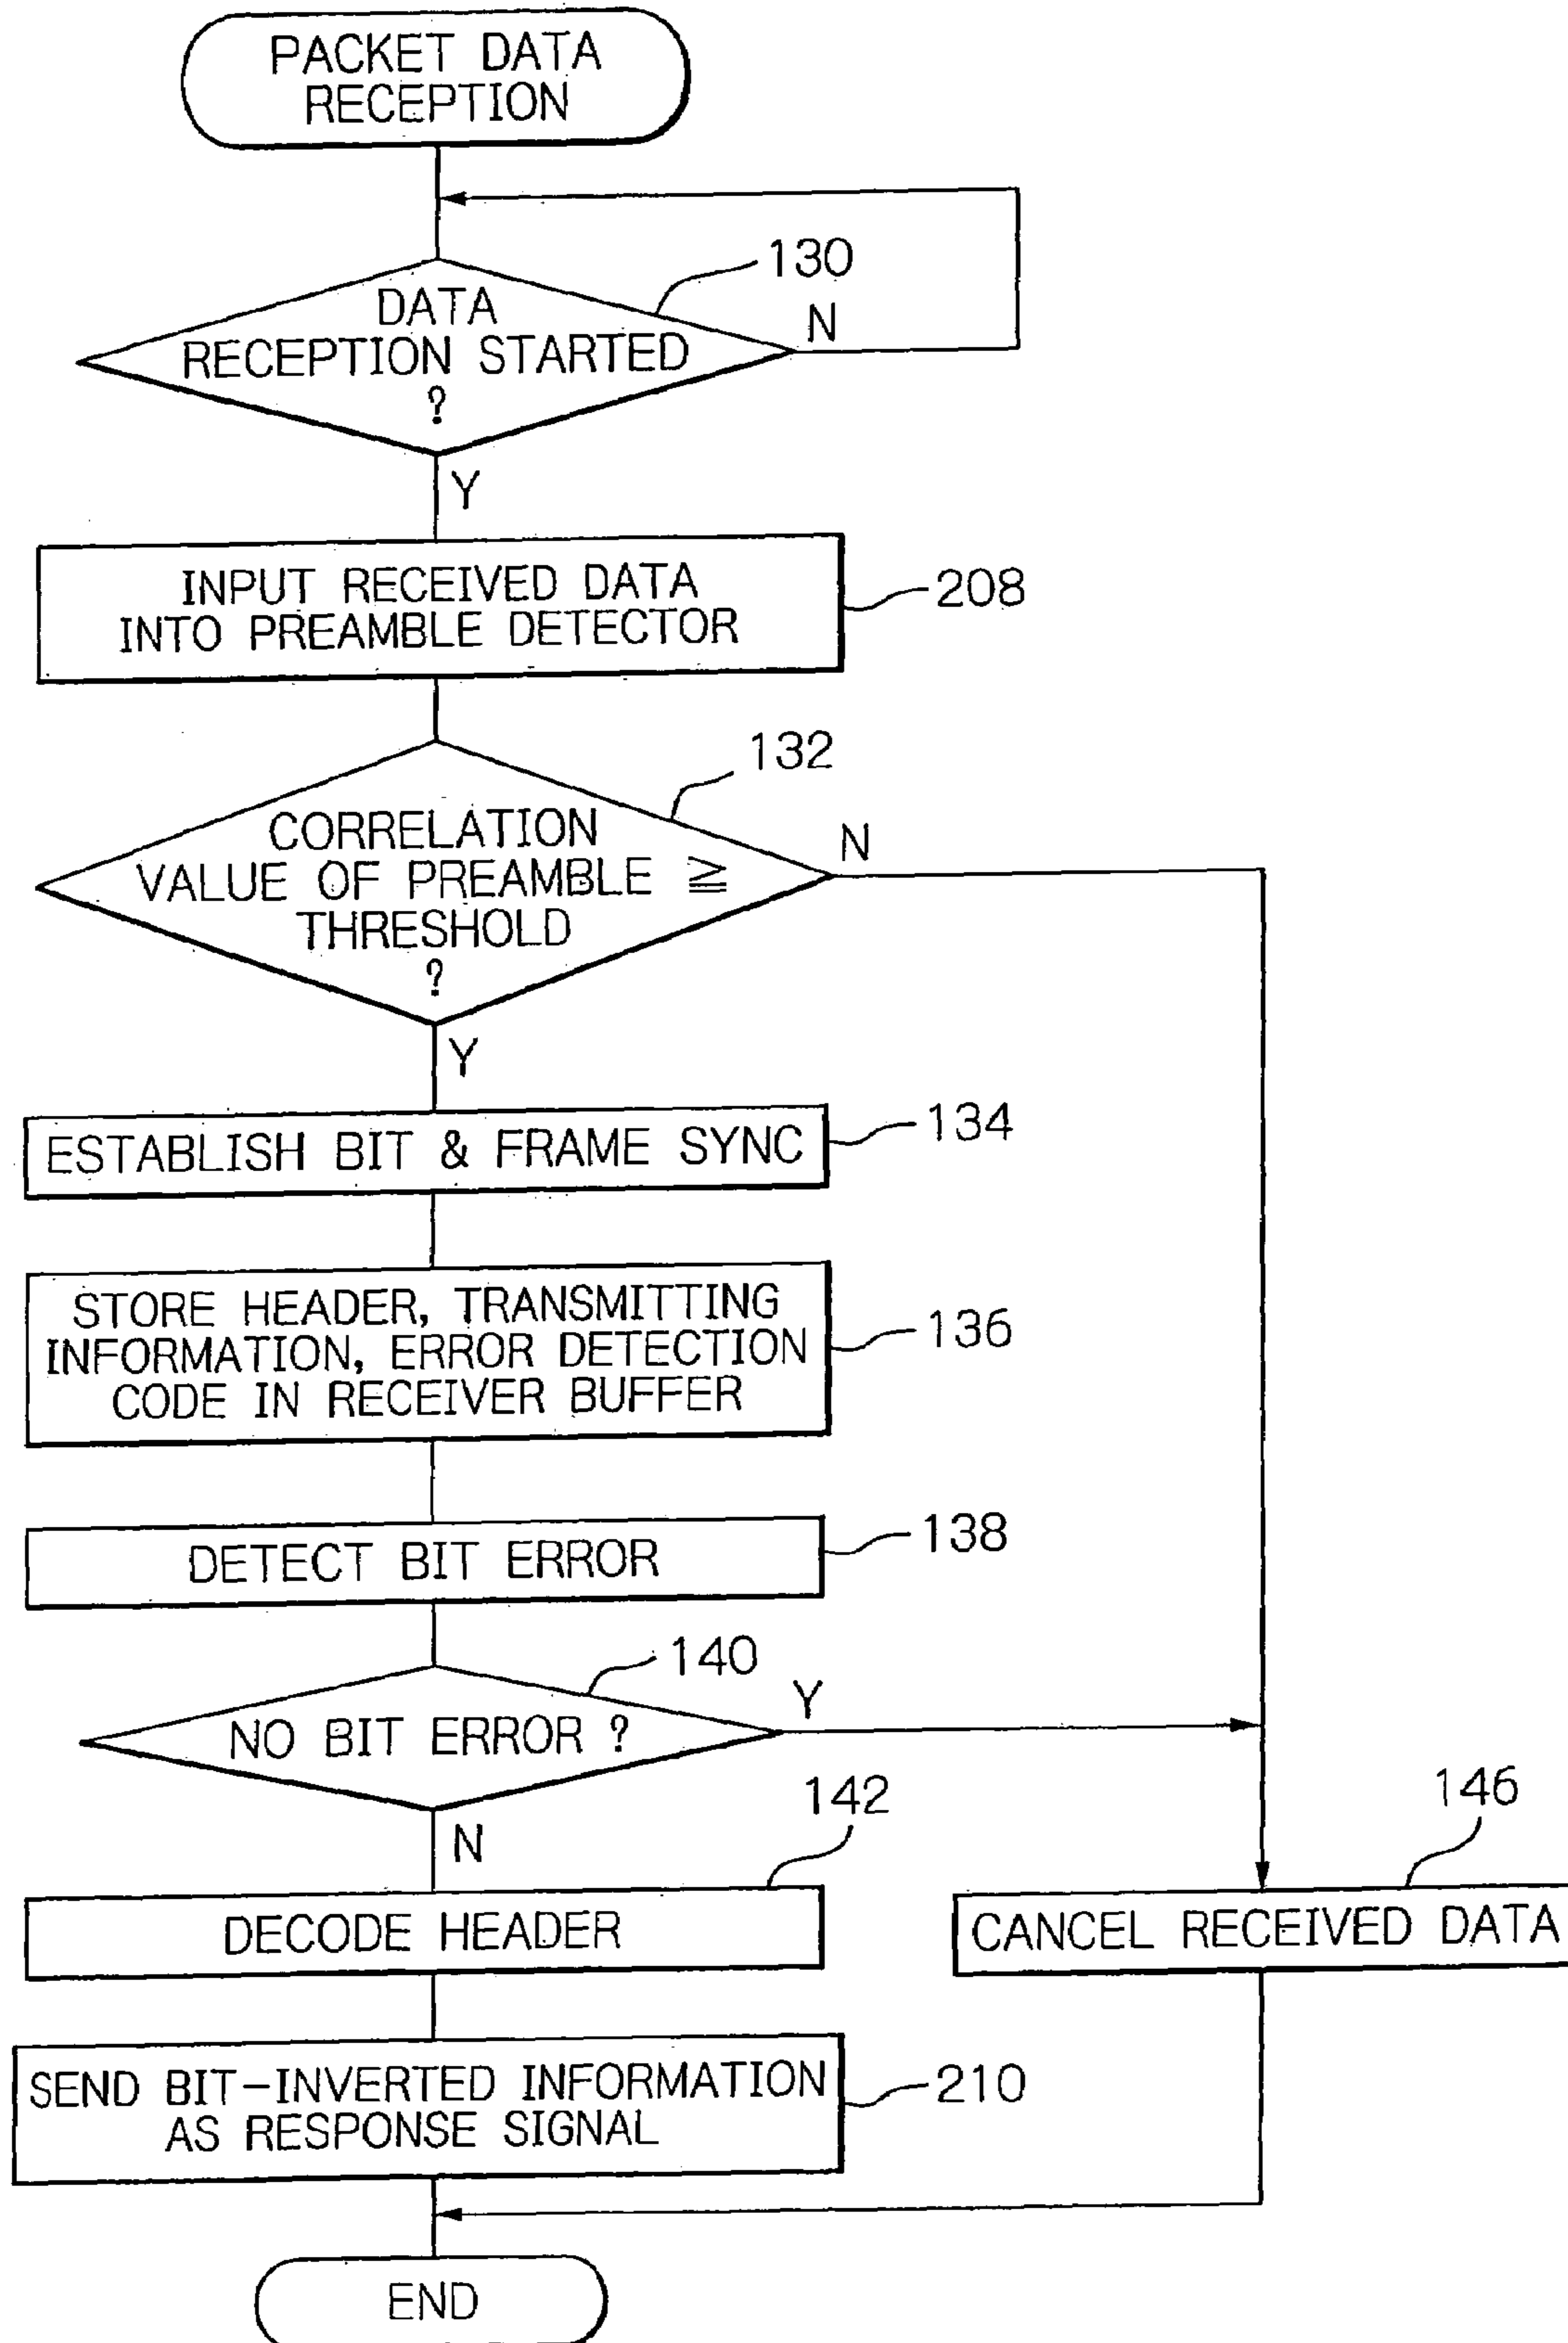 PACKET DATA
RECEPTION
130
DATA
RECEPTION STARTED
?
N
Y
INPUT RECEIVED DATA
INTO PREAMBLE DETECTOR
208
132
CORRELATION
VALUE OF PREAMBLE ≧
THRESHOLD
?
N
Y
ESTABLISH BIT & FRAME SYNC
134
STORE HEADER, TRANSMITTING
INFORMATION, ERROR DETECTION
CODE IN RECEIVER BUFFER
136
DETECT BIT ERROR
138
140
NO BIT ERROR ?
Y
N
142
146
DECODE HEADER
CANCEL RECEIVED DATA
SEND BIT-INVERTED INFORMATION
AS RESPONSE SIGNAL
210
END